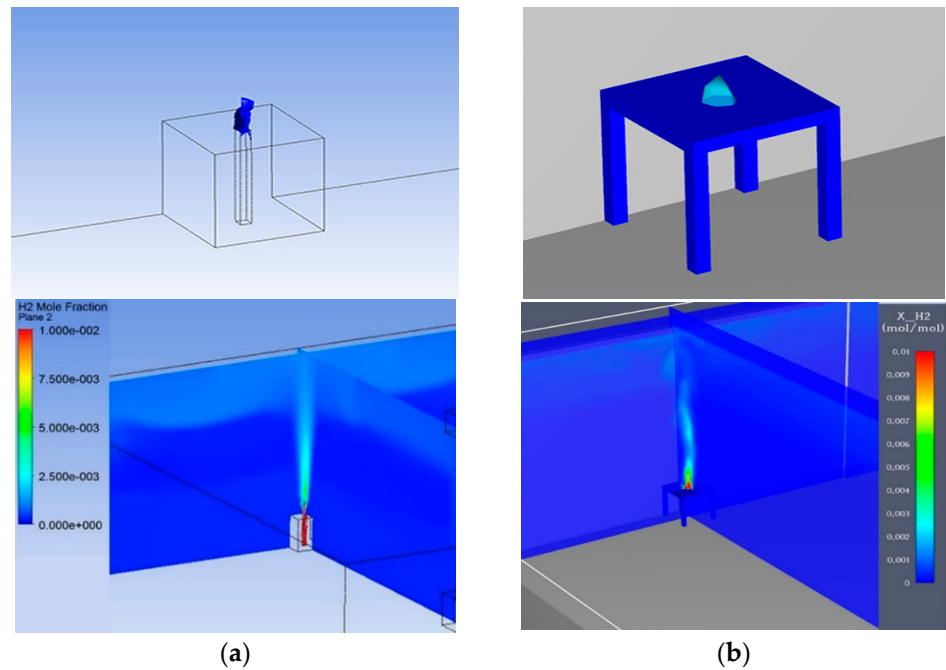 H2 Mole Fraction
Plane 2
1.000e-002
7.500e-003
5.000e-003
2.500e-003
0.000e+000
X_H2
(mol/mol)
0,01
0,009
0,008
0,007
0,006
0,005
0,004
0,003
0,002
0,001
0
(a)
(b)